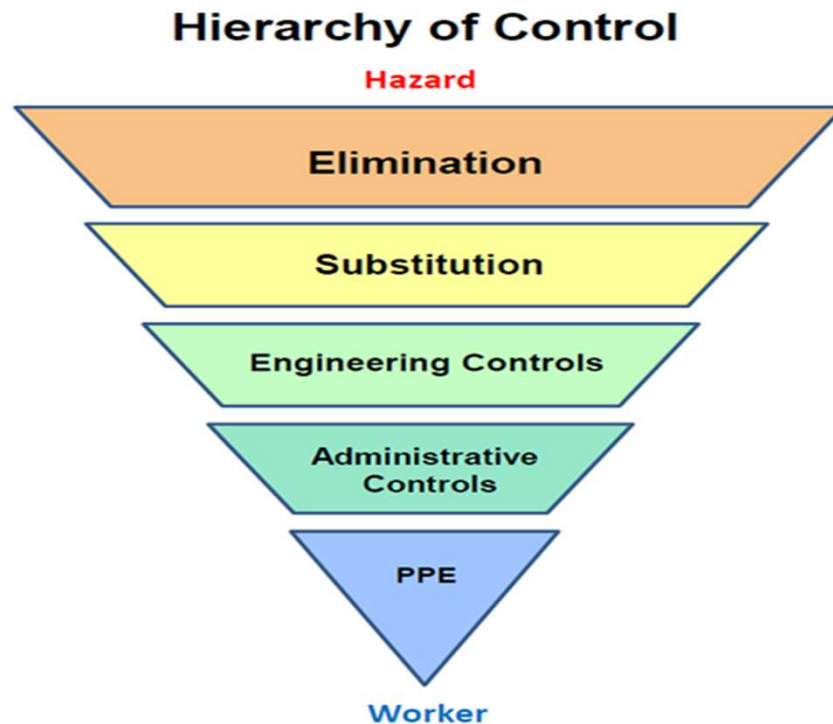 Hierarchy of Control
Hazard
Elimination
Substitution
Engineering Controls
Administrative
Controls
PPE
Worker